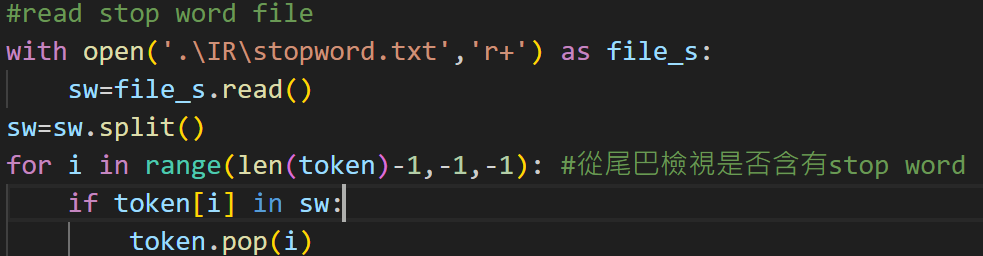 #read stop word file
with open('.\IR\stopword.txt','r+') as file_s:
    sw=file_s.read()
sw=sw.split()
for i in range(len(token)-1,-1,-1): #從尾巴檢視是否含有stop word
    if token[i] in sw:
        token.pop(i)